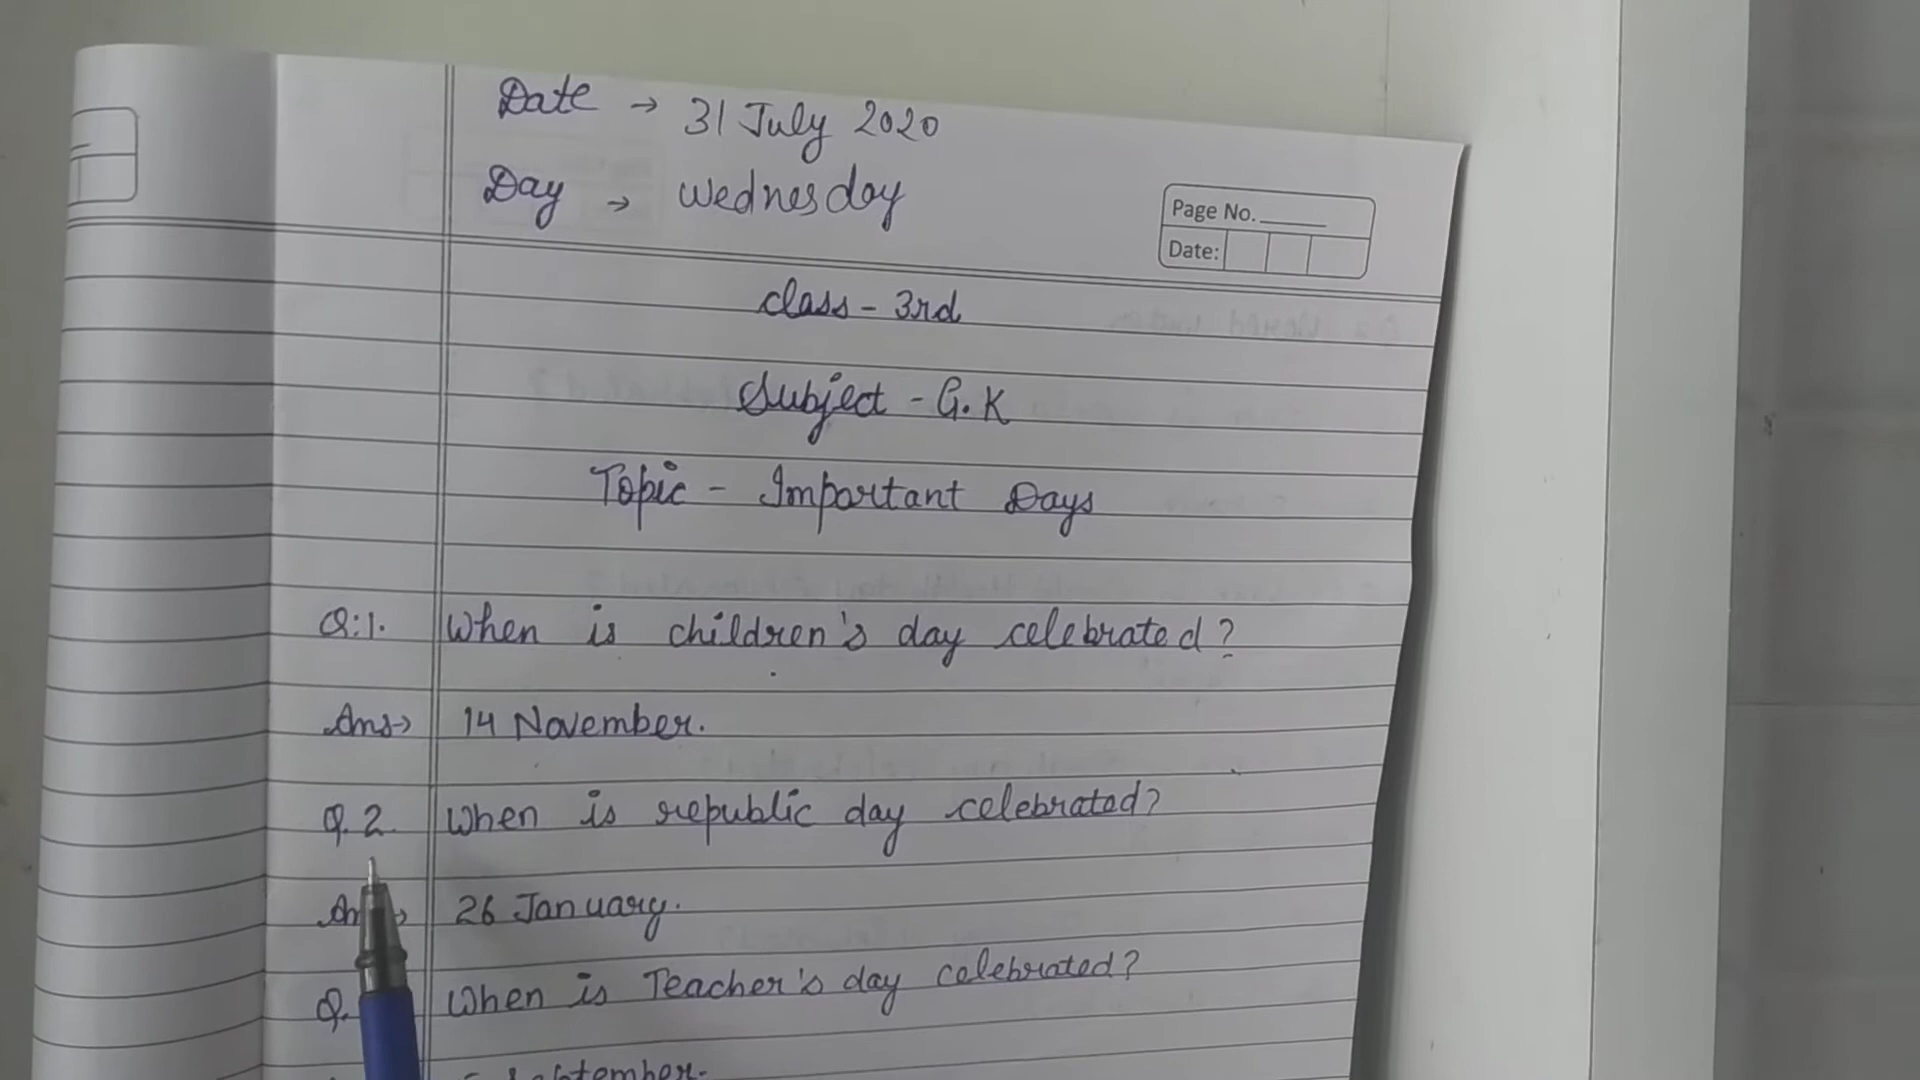 Date → 31 July 2020
Day → Wednesday
Page No.
Date:
Class - 3rd
Subject - G.K
Topic - Important Days
Q:1. When is children's day celebrated?
Ans→ 14 November.
Q.2. When is republic day celebrated?
26 January.
Q. When is Teacher's day celebrated?
September.